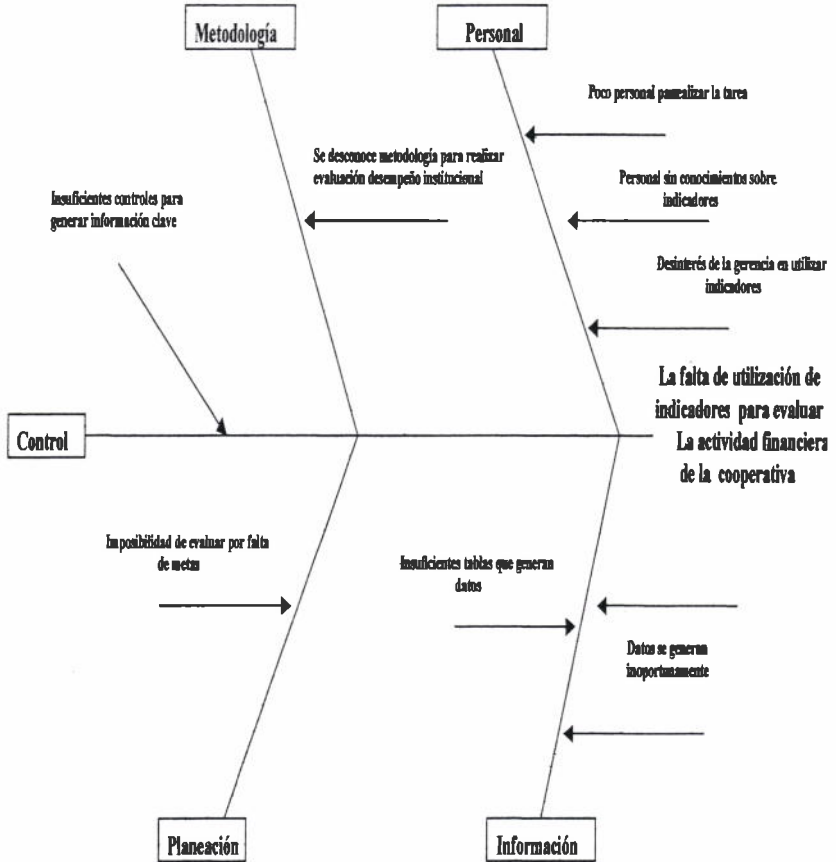 Metodología
Personal
Poco personal panealizar la tarea
Se desconoce metodología para realizar
evaluación desempeño institucional
Personal sin conocimientos sobre
indicadores
Insuficientes controles para
generar información clave
Desinterés de la gerencia en utilizar
indicadores
La falta de utilización de
indicadores para evaluar
La actividad financiera
de la cooperativa
Control
Imposibilidad de evaluar por falta
de metas
Insuficientes tablas que generan
datos
Datos se generan
inoportunamente
Planeación
Información